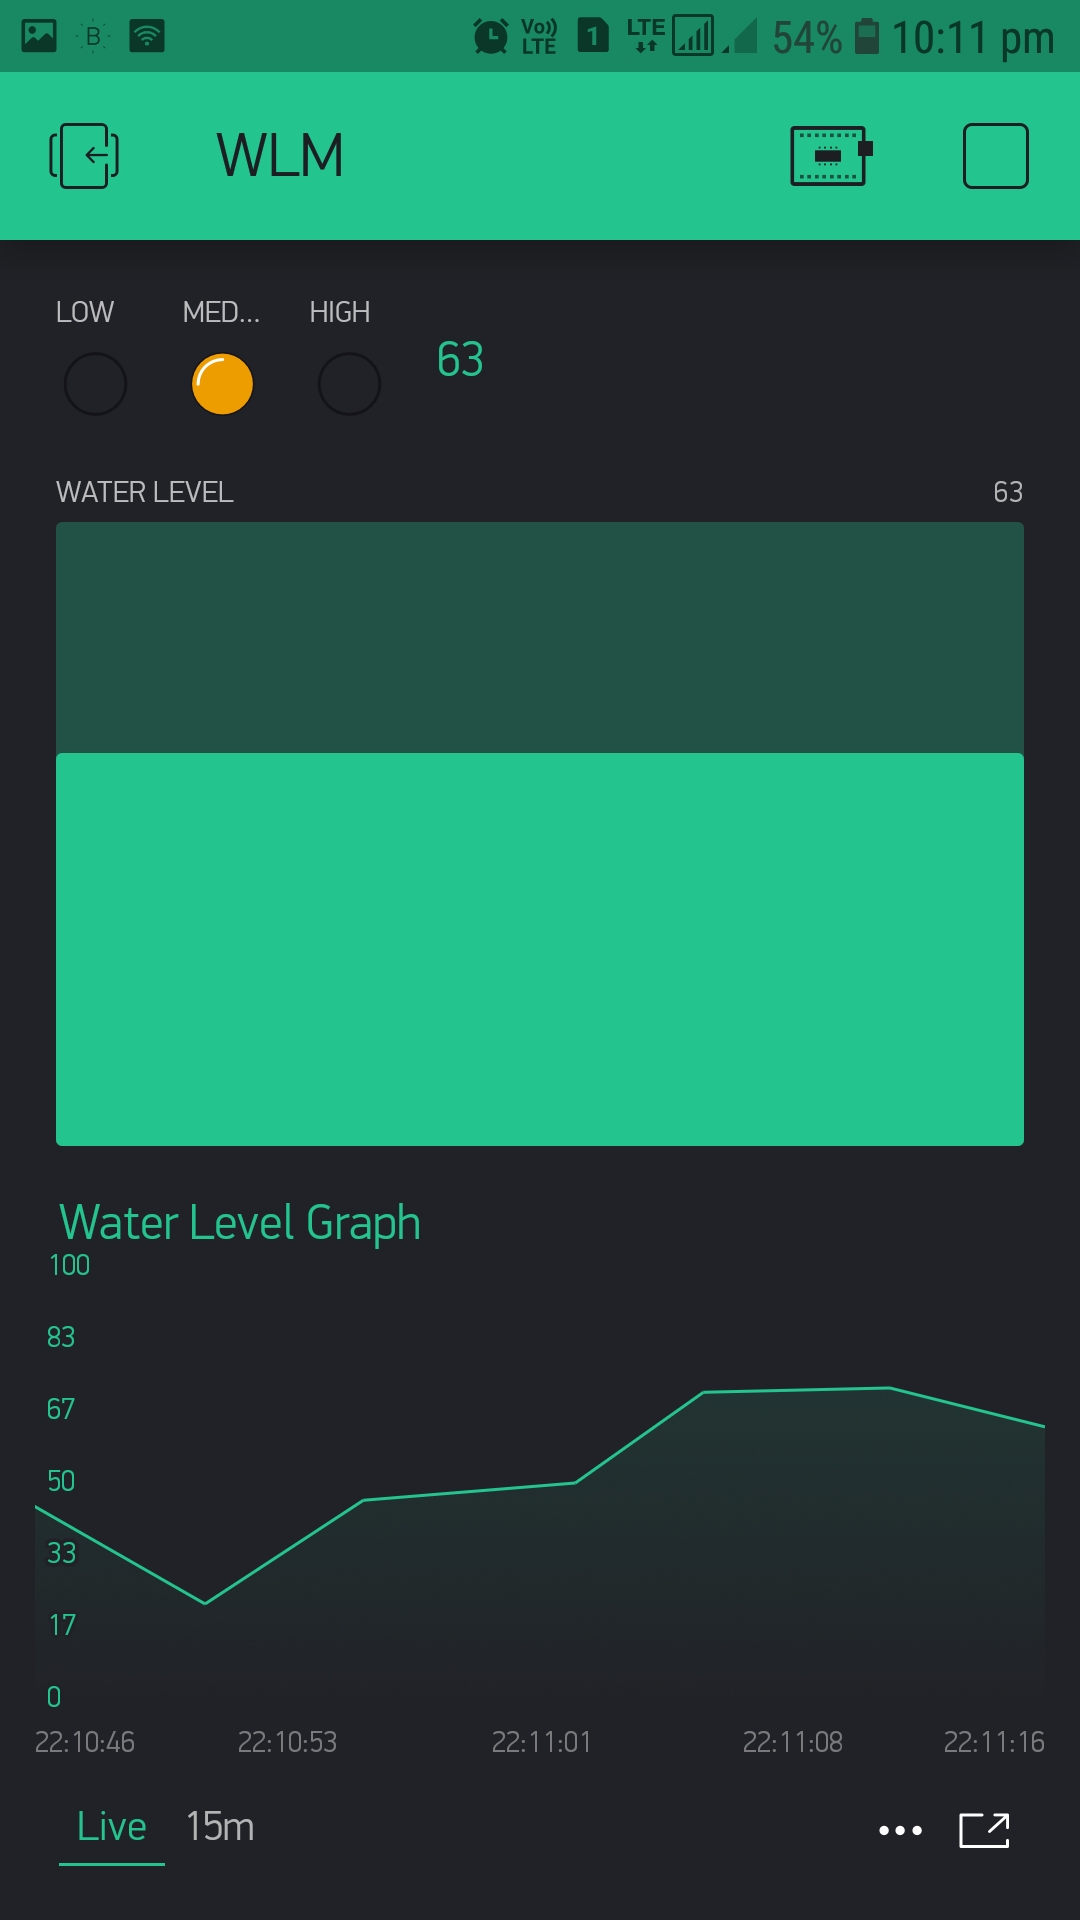 B Vo)) LTE 1 LTE 54% 10:11 pm
WLM
LOW MED... HIGH
63
WATER LEVEL 63
Water Level Graph
100
83
67
50
33
17
0
22:10:46 22:10:53 22:11:01 22:11:08 22:11:16
Live 15m